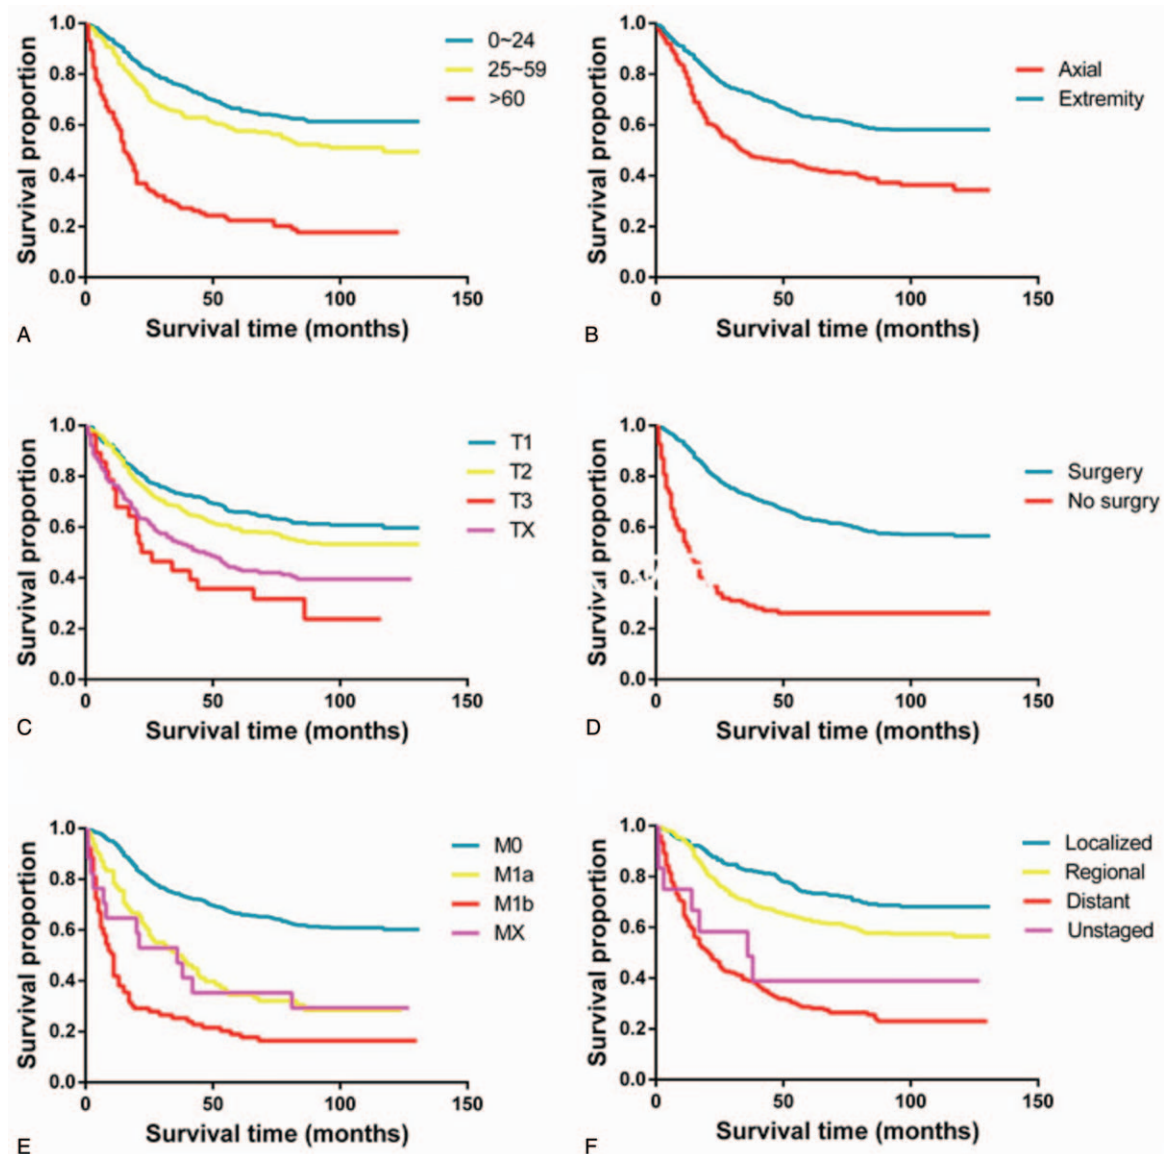 1.0
0.8
0.6
0.4
0.2
0.0
Survival proportion
0~24
25~59
>60
0
50
100
150
Survival time (months)
A
1.0
0.8
0.6
0.4
0.2
0.0
Survival proportion
Axial
Extremity
0
50
100
150
Survival time (months)
B
1.0
0.8
0.6
0.4
0.2
0.0
Survival proportion
T1
T2
T3
TX
0
50
100
150
Survival time (months)
C
1.0
0.8
0.6
0.2
0.0
Survival proportion
Surgery
No surgry
0
50
100
150
Survival time (months)
D
1.0
0.8
0.6
0.4
0.2
0.0
Survival proportion
M0
M1a
M1b
MX
0
50
100
150
Survival time (months)
E
1.0
0.8
0.6
0.4
0.2
0.0
Survival proportion
Localized
Regional
Distant
Unstaged
0
50
100
150
Survival time (months)
F